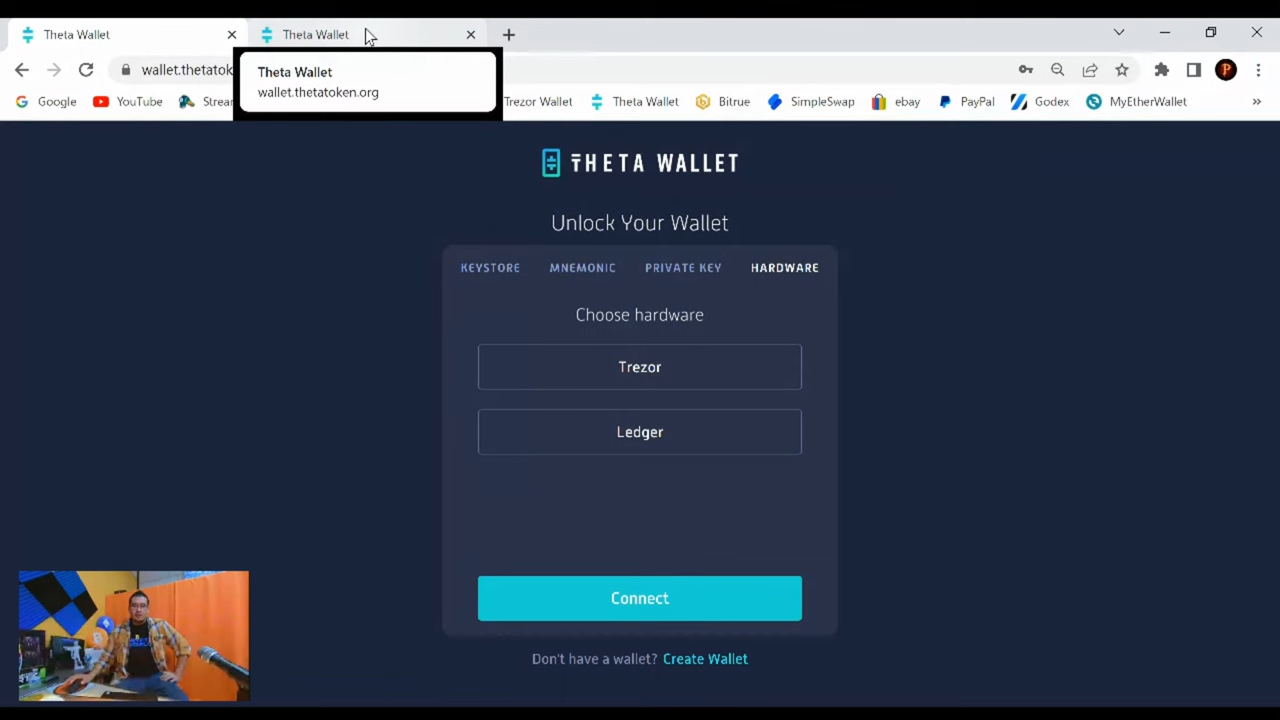 Theta Wallet
Theta Wallet
wallet.thetatok
Theta Wallet
wallet.thetatoken.org
Google
YouTube
Strear
Trezor Wallet
Theta Wallet
Bitrue
SimpleSwap
ebay
PayPal
Godex
MyEtherWallet
P
THETA WALLET
Unlock Your Wallet
KEYSTORE MNEMONIC PRIVATE KEY HARDWARE
Choose hardware
Trezor
Ledger
Connect
Don't have a wallet? Create Wallet